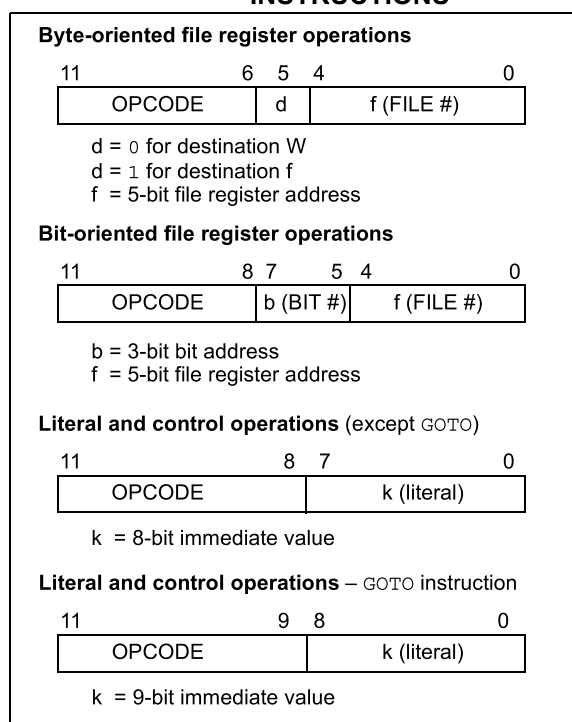 INSTRUCTIONS
Byte-oriented file register operations
11 6 5 4 0
OPCODE d f (FILE #)
d = 0 for destination W
d = 1 for destination f
f = 5-bit file register address
Bit-oriented file register operations
11 8 7 5 4 0
OPCODE b (BIT #) f (FILE #)
b = 3-bit bit address
f = 5-bit file register address
Literal and control operations (except GOTO)
11 8 7 0
OPCODE k (literal)
k = 8-bit immediate value
Literal and control operations – GOTO instruction
11 9 8 0
OPCODE k (literal)
k = 9-bit immediate value